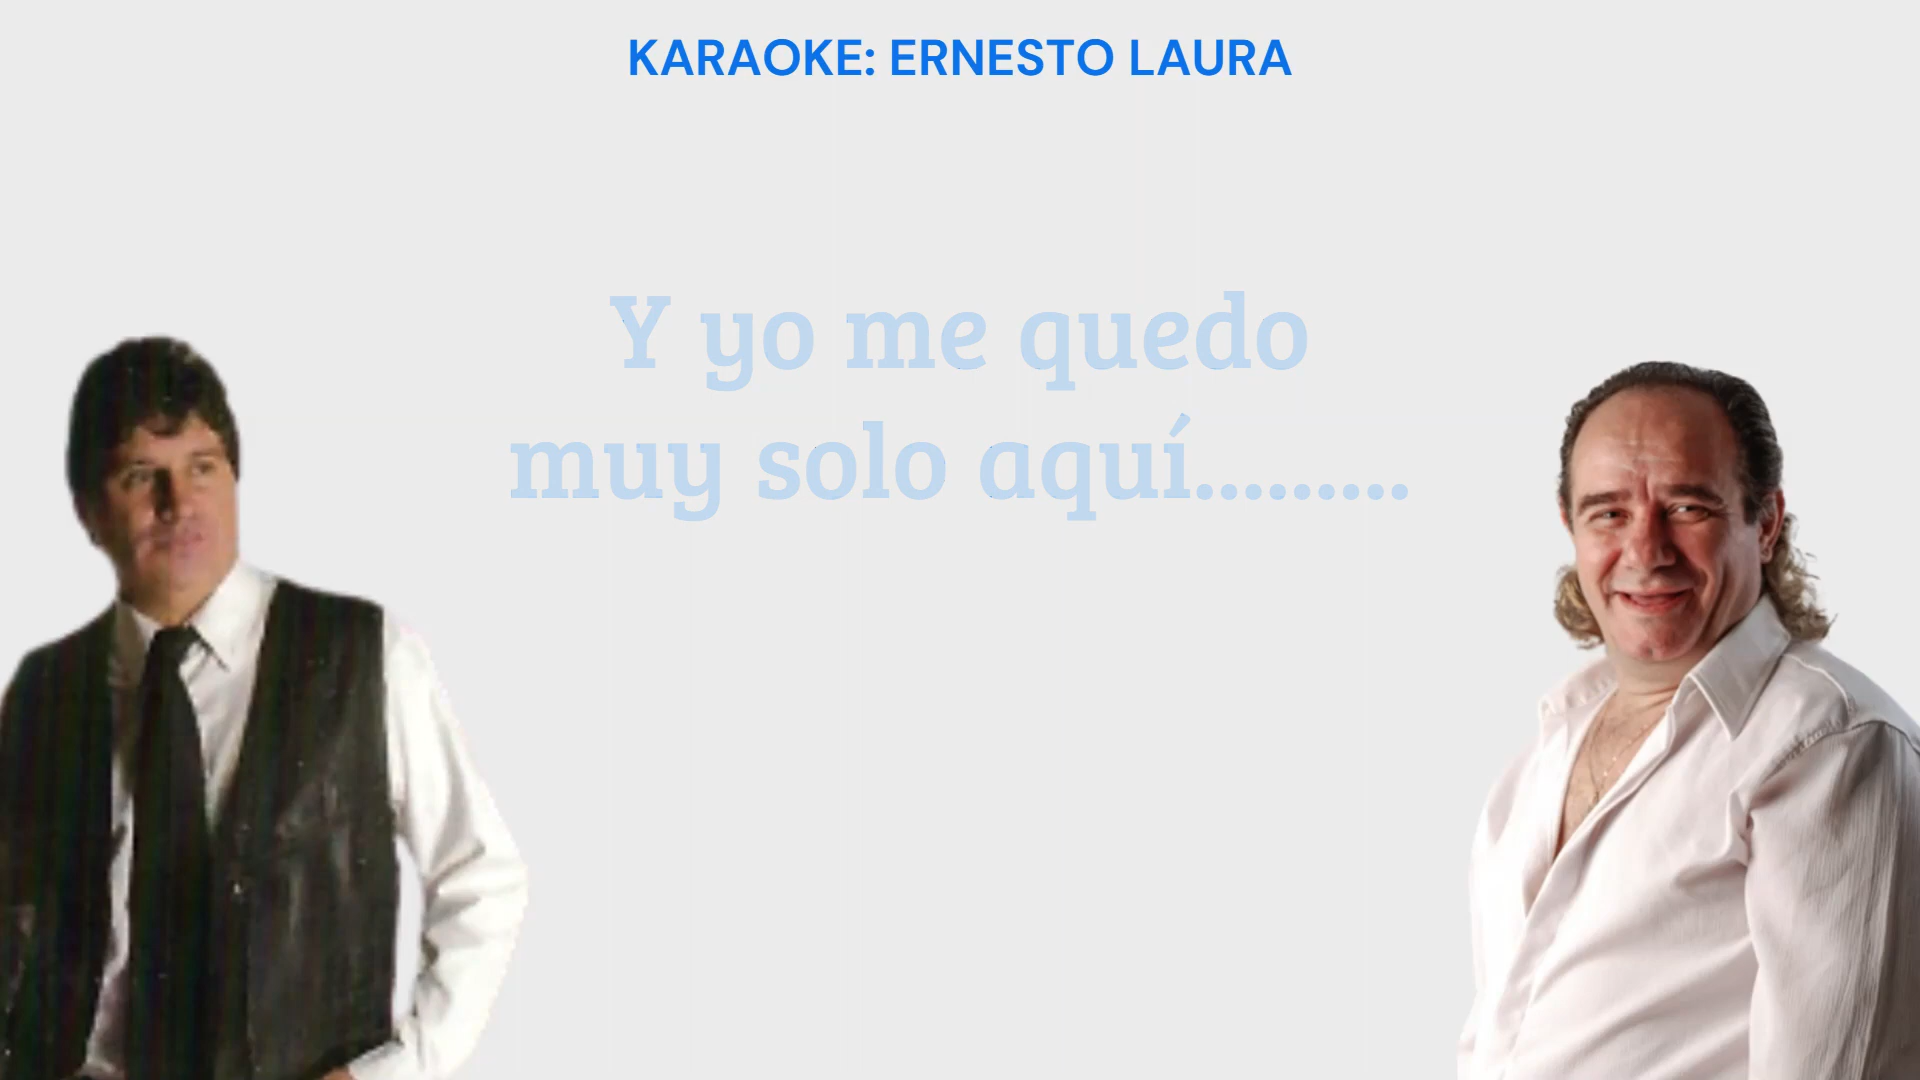 KARAOKE: ERNESTO LAURA
Y yo me quedo
muy solo aquí.........